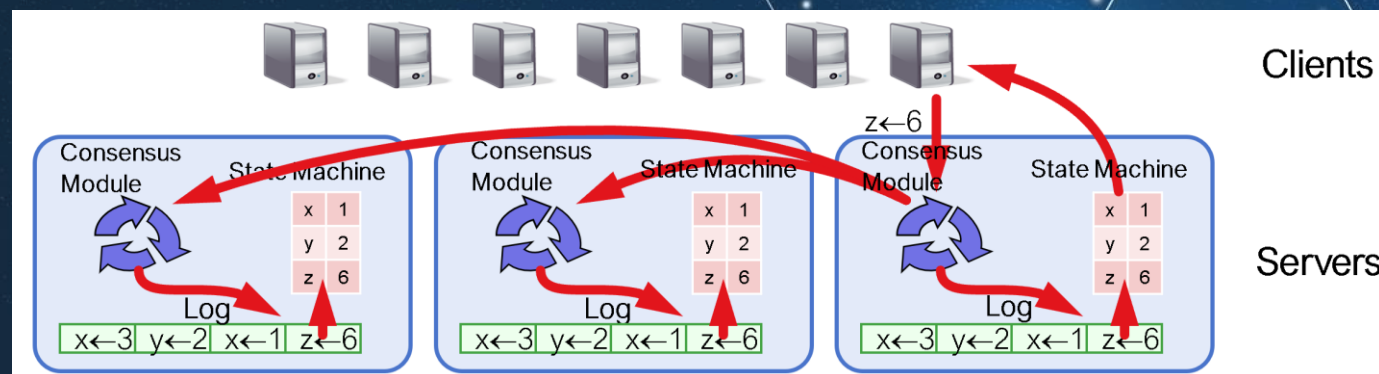 Clients
z←6
Consensus
Module
State Machine
x 1
y 2
z 6
Log
x←3 y←2 x←1 z←6
Consensus
Module
State Machine
x 1
y 2
z 6
Log
x←3 y←2 x←1 z←6
Consensus
Module
State Machine
x 1
y 2
z 6
Log
x←3 y←2 x←1 z←6
Servers